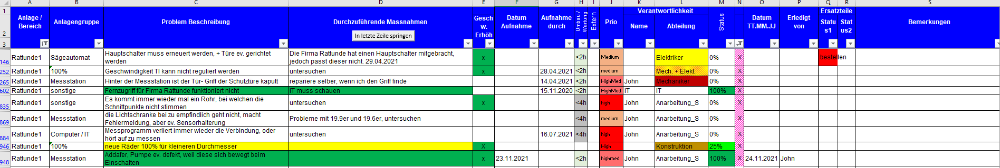 A B C D E F G H I J K L M N O P Q R S
1 Anlage / Bereich Anlagengruppe Problem Beschreibung Durchzuführende Massnahmen Geschw. Erhöh Datum Aufnahme Aufnahme durch Umbau / Wartung Extern Prio Verantwortlichkeit Status Datum TT.MM.JJ Erledigt von Ersatzteile Bemerkungen
2 In letzte Zeile springen Name Abteilung Status1 Status2
3
146 Rattunde1 Sägeautomat Hauptschalter muss erneuert werden, + Türe ev. gerichtet werden Die Firma Rattunde hat einen Hauptschalter mitgebracht, jedoch passt dieser nicht. 29.04.2021 x <2h Medium Elektriker 0% X bestellen
252 Rattunde1 100% Geschwindigkeit TI kann nicht reguliert werden untersuchen x 28.04.2021 <2h medium Mech. + Elekt. 0% X
265 Rattunde1 Messstation Hinter der Messstation ist der Tür- Griff der Schutztüre kaputt repariere selber, wenn ich den Griff finde 14.04.2021 <2h HighMed John Mechaniker 0% X
602 Rattunde1 sonstige Fernzugriff für Firma Rattunde funktioniert nicht IT muss schauen 15.11.2020 <2h HighMed IT IT 100% X
835 Rattunde1 sonstige Es kommt immer wieder mal ein Rohr, bei welchen die Schnittpunkte nicht stimmen untersuchen x <4h high John Anarbeitung_S 0% X
869 Rattunde1 Messstation die Lichtschranke bei zu empfindlich geht nicht, macht Fehlermeldung, aber ev. Sensorhalterung Probleme mit 19.9er und 19.6er, untersuchen <4h medium John Anarbeitung_S 0% X
884 Rattunde1 Computer / IT Messprogramm verliert immer wieder die Verbindung, oder hört auf zu messen untersuchen 16.07.2021 <4h high John Anarbeitung_S 0% X
946 Rattunde1 100% neue Räder 100% für kleineren Durchmesser X High Konstruktion 25% X
948 Rattunde1 Messstation Addafer, Pumpe ev. defekt, weil diese sich bewegt beim Einschalten x 23.11.2021 <2h highmed John Anarbeitung_S 100% X 24.11.2021 John